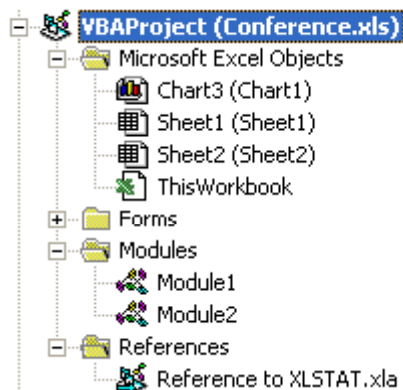 VBAProject (Conference.xls)
Microsoft Excel Objects
Chart3 (Chart1)
Sheet1 (Sheet1)
Sheet2 (Sheet2)
ThisWorkbook
Forms
Modules
Module1
Module2
References
Reference to XLSTAT.xla